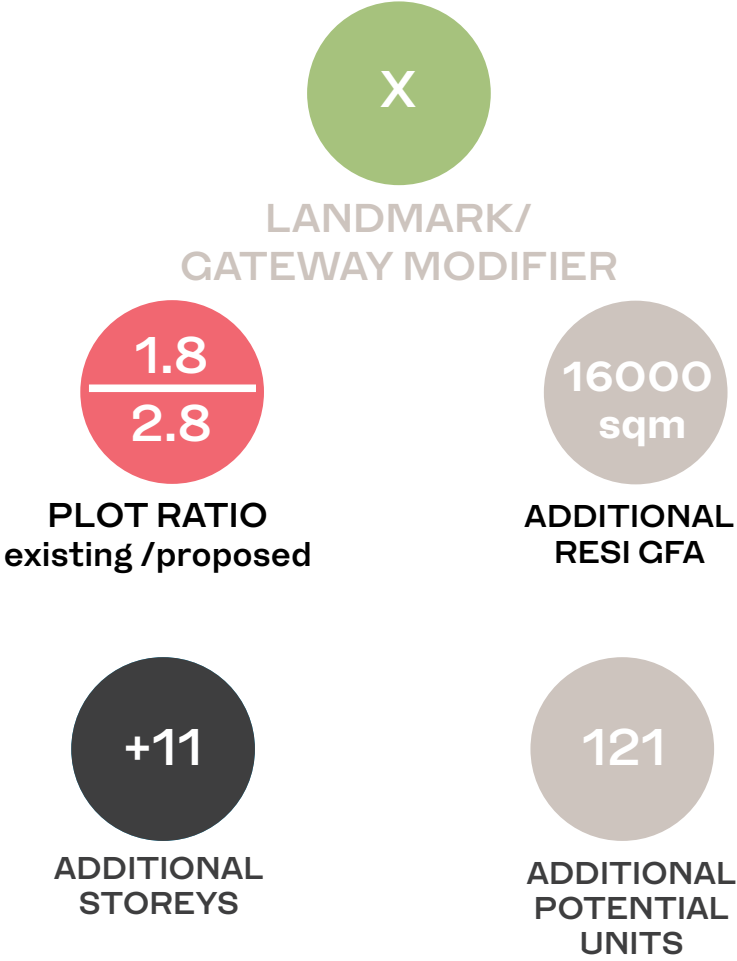 X
LANDMARK/
GATEWAY MODIFIER
1.8
2.8
PLOT RATIO
existing /proposed
16000
sqm
ADDITIONAL
RESI GFA
+11
ADDITIONAL
STOREYS
121
ADDITIONAL
POTENTIAL
UNITS